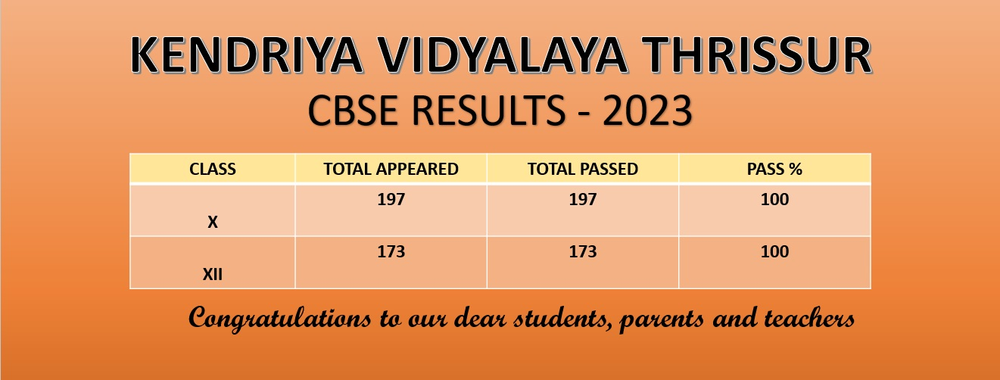 KENDRIYA VIDYALAYA THRISSUR
CBSE RESULTS - 2023
CLASS TOTAL APPEARED TOTAL PASSED PASS %
X 197 197 100
XII 173 173 100
Congratulations to our dear students, parents and teachers